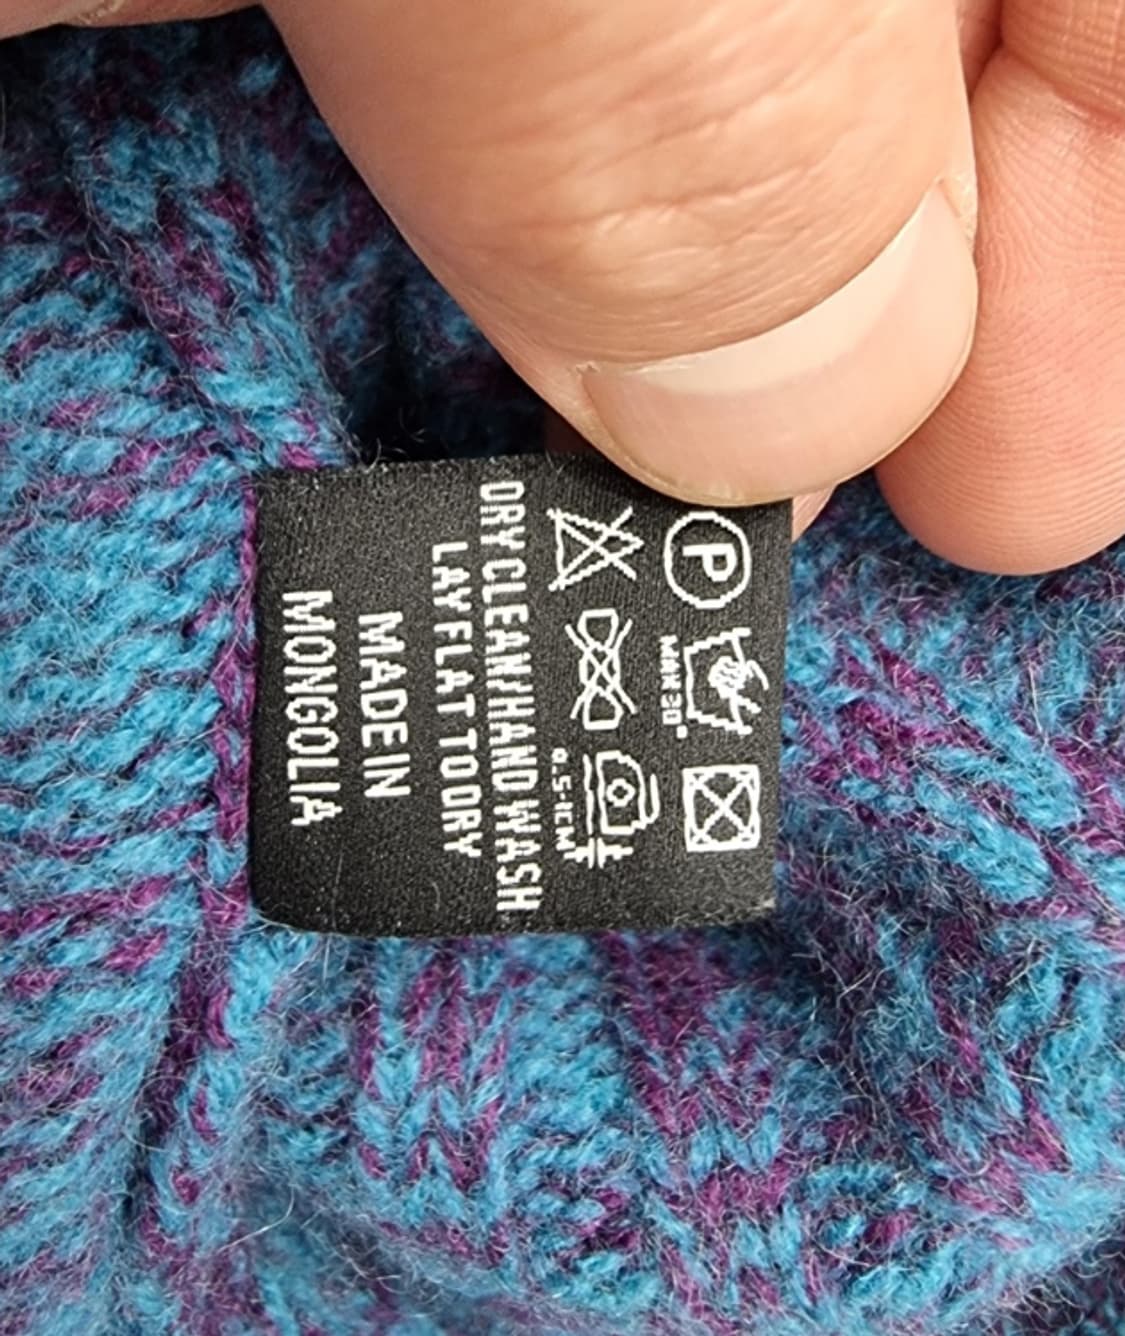 P
MAX 30°
0,5-1CM
DRY CLEAN/HAND WASH
LAY FLAT TO DRY
MADE IN
MONGOLIA